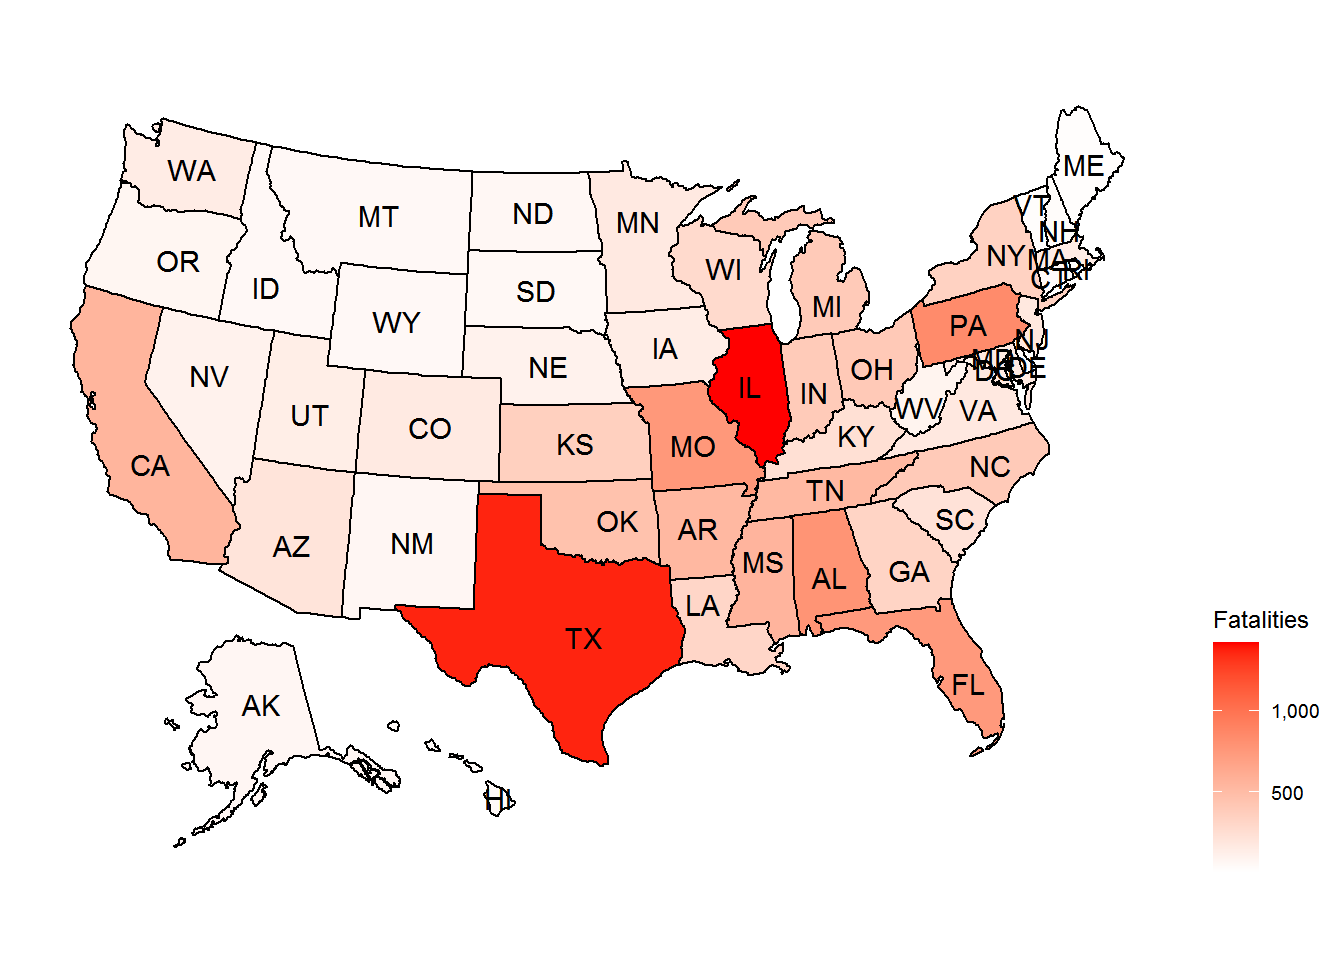 ME
WA
VT
ND
MT
MN
NH
NY
MA
OR
WI
RI
CT
ID
SD
MI
WY
PA
NJ
IA
MD
NE
OH
DE
DC
NV
IL
IN
WV
VA
UT
CO
KY
KS
MO
CA
NC
TN
OK
SC
AR
NM
AZ
MS
GA
AL
LA
Fatalities
TX
FL
AK
1,000
500
HI